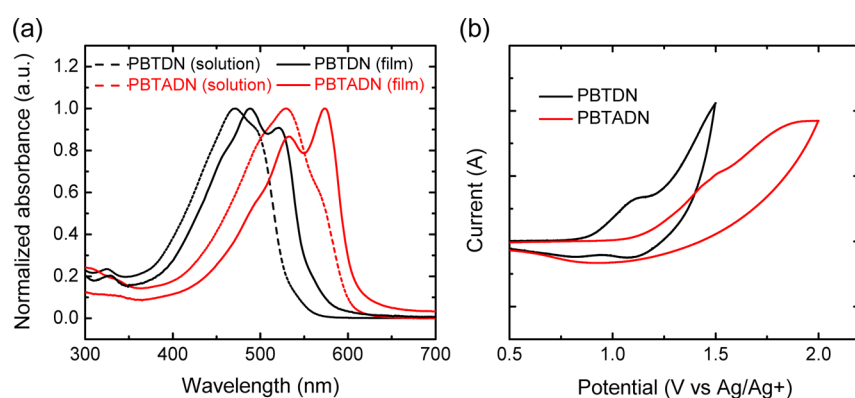 (a)
PBTDN (solution) PBTDN (film)
PBTADN (solution) PBTADN (film)
Normalized absorbance (a.u.)
1.2
1.0
0.8
0.6
0.4
0.2
0.0
300 400 500 600 700
Wavelength (nm)
(b)
PBTDN
PBTADN
Current (A)
0.5 1.0 1.5 2.0
Potential (V vs Ag/Ag+)